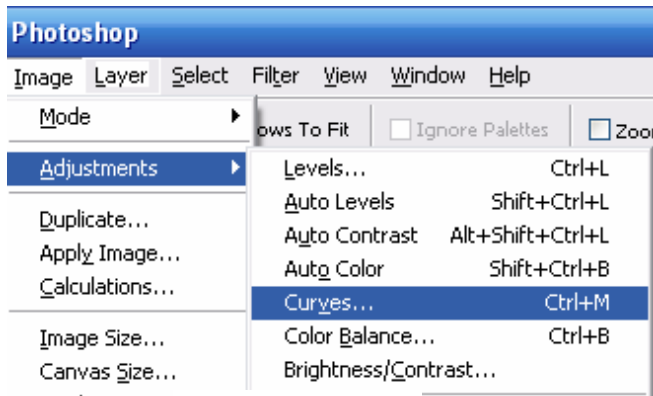 Photoshop
Image Layer Select Filter View Window Help
Mode
ows To Fit Ignore Palettes Zoo
Adjustments
Levels... Ctrl+L
Auto Levels Shift+Ctrl+L
Duplicate...
Auto Contrast Alt+Shift+Ctrl+L
Apply Image...
Auto Color Shift+Ctrl+B
Calculations...
Curves... Ctrl+M
Image Size...
Color Balance... Ctrl+B
Canvas Size...
Brightness/Contrast...